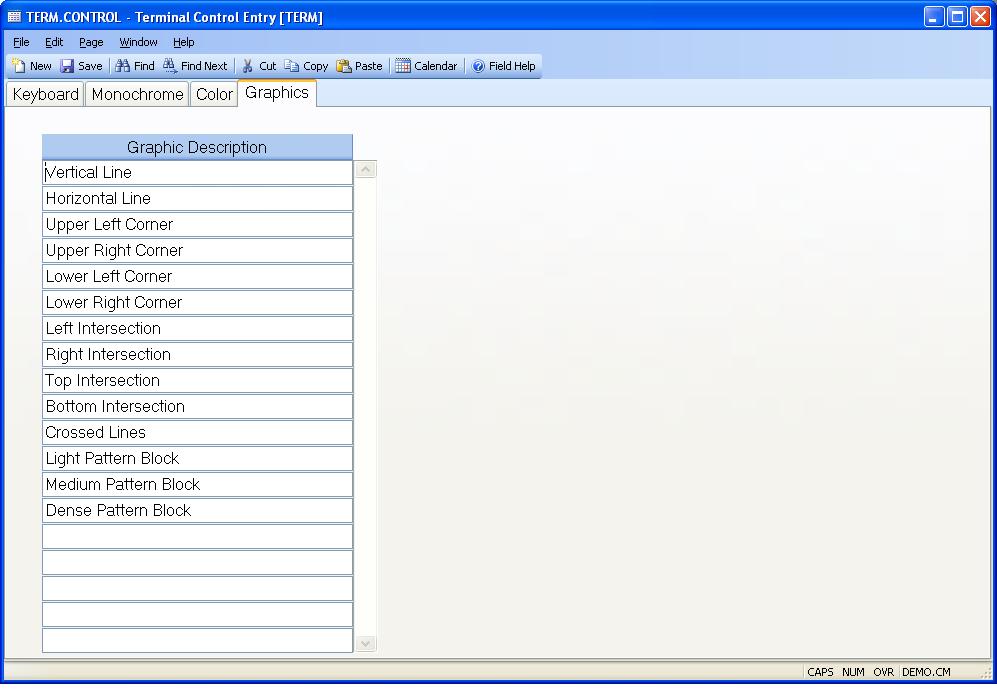 TERM.CONTROL - Terminal Control Entry [TERM]
File Edit Page Window Help
New Save Find Find Next Cut Copy Paste Calendar Field Help
Keyboard Monochrome Color Graphics
Graphic Description
Vertical Line
Horizontal Line
Upper Left Corner
Upper Right Corner
Lower Left Corner
Lower Right Corner
Left Intersection
Right Intersection
Top Intersection
Bottom Intersection
Crossed Lines
Light Pattern Block
Medium Pattern Block
Dense Pattern Block
CAPS NUM OVR DEMO.CM